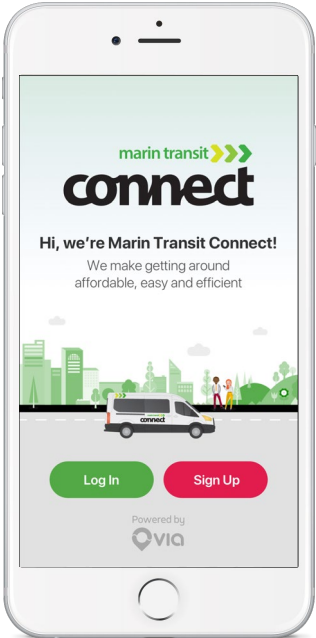 marin transit
connect
Hi, we're Marin Transit Connect!
We make getting around
affordable, easy and efficient
connect
Log In
Sign Up
Powered by
via